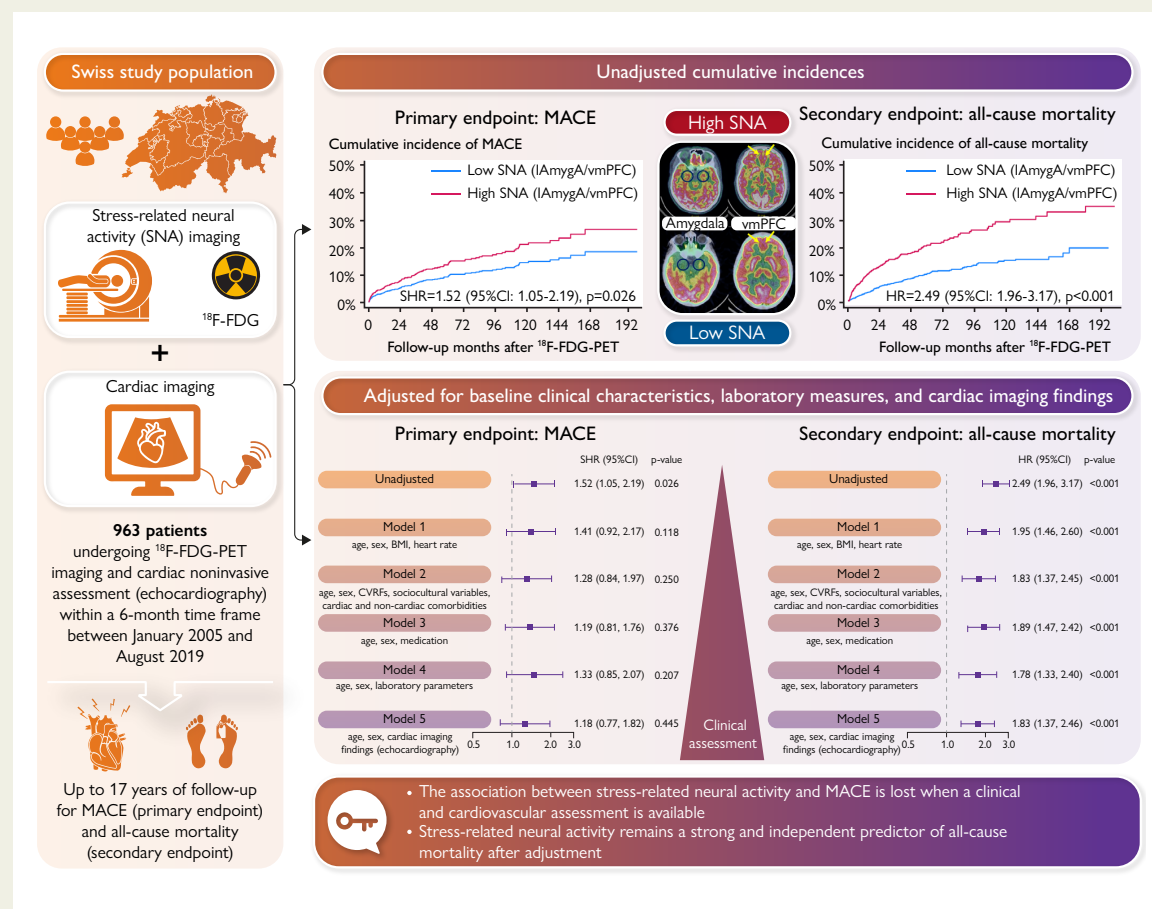 Swiss study population
Stress-related neural
activity (SNA) imaging
¹⁸F-FDG
+
Cardiac imaging
963 patients
undergoing ¹⁸F-FDG-PET
imaging and cardiac noninvasive
assessment (echocardiography)
within a 6-month time frame
between January 2005 and
August 2019
Up to 17 years of follow-up
for MACE (primary endpoint)
and all-cause mortality
(secondary endpoint)
Unadjusted cumulative incidences
Primary endpoint: MACE
Cumulative incidence of MACE
50%
40%
30%
20%
10%
0%
Low SNA (lAmygA/vmPFC)
High SNA (lAmygA/vmPFC)
SHR=1.52 (95%CI: 1.05-2.19), p=0.026
0 24 48 72 96 120 144 168 192
Follow-up months after ¹⁸F-FDG-PET
High SNA
Amygdala vmPFC
Low SNA
Secondary endpoint: all-cause mortality
Cumulative incidence of all-cause mortality
50%
40%
30%
20%
10%
0%
Low SNA (lAmygA/vmPFC)
High SNA (lAmygA/vmPFC)
HR=2.49 (95%CI: 1.96-3.17), p<0.001
0 24 48 72 96 120 144 168 192
Follow-up months after ¹⁸F-FDG-PET
Adjusted for baseline clinical characteristics, laboratory measures, and cardiac imaging findings
Primary endpoint: MACE
SHR (95%CI) p-value
Unadjusted 1.52 (1.05, 2.19) 0.026
Model 1 1.41 (0.92, 2.17) 0.118
age, sex, BMI, heart rate
Model 2 1.28 (0.84, 1.97) 0.250
age, sex, CVRFs, sociocultural variables,
cardiac and non-cardiac comorbidities
Model 3 1.19 (0.81, 1.76) 0.376
age, sex, medication
Model 4 1.33 (0.85, 2.07) 0.207
age, sex, laboratory parameters
Model 5 1.18 (0.77, 1.82) 0.445
age, sex, cardiac imaging
findings (echocardiography)
0.5 1.0 2.0 3.0
Clinical
assessment
Secondary endpoint: all-cause mortality
HR (95%CI) p-value
Unadjusted 2.49 (1.96, 3.17) <0.001
Model 1 1.95 (1.46, 2.60) <0.001
age, sex, BMI, heart rate
Model 2 1.83 (1.37, 2.45) <0.001
age, sex, CVRFs, sociocultural variables,
cardiac and non-cardiac comorbidities
Model 3 1.89 (1.47, 2.42) <0.001
age, sex, medication
Model 4 1.78 (1.33, 2.40) <0.001
age, sex, laboratory parameters
Model 5 1.83 (1.37, 2.46) <0.001
age, sex, cardiac imaging
findings (echocardiography)
0.5 1.0 2.0 3.0
• The association between stress-related neural activity and MACE is lost when a clinical
and cardiovascular assessment is available
• Stress-related neural activity remains a strong and independent predictor of all-cause
mortality after adjustment